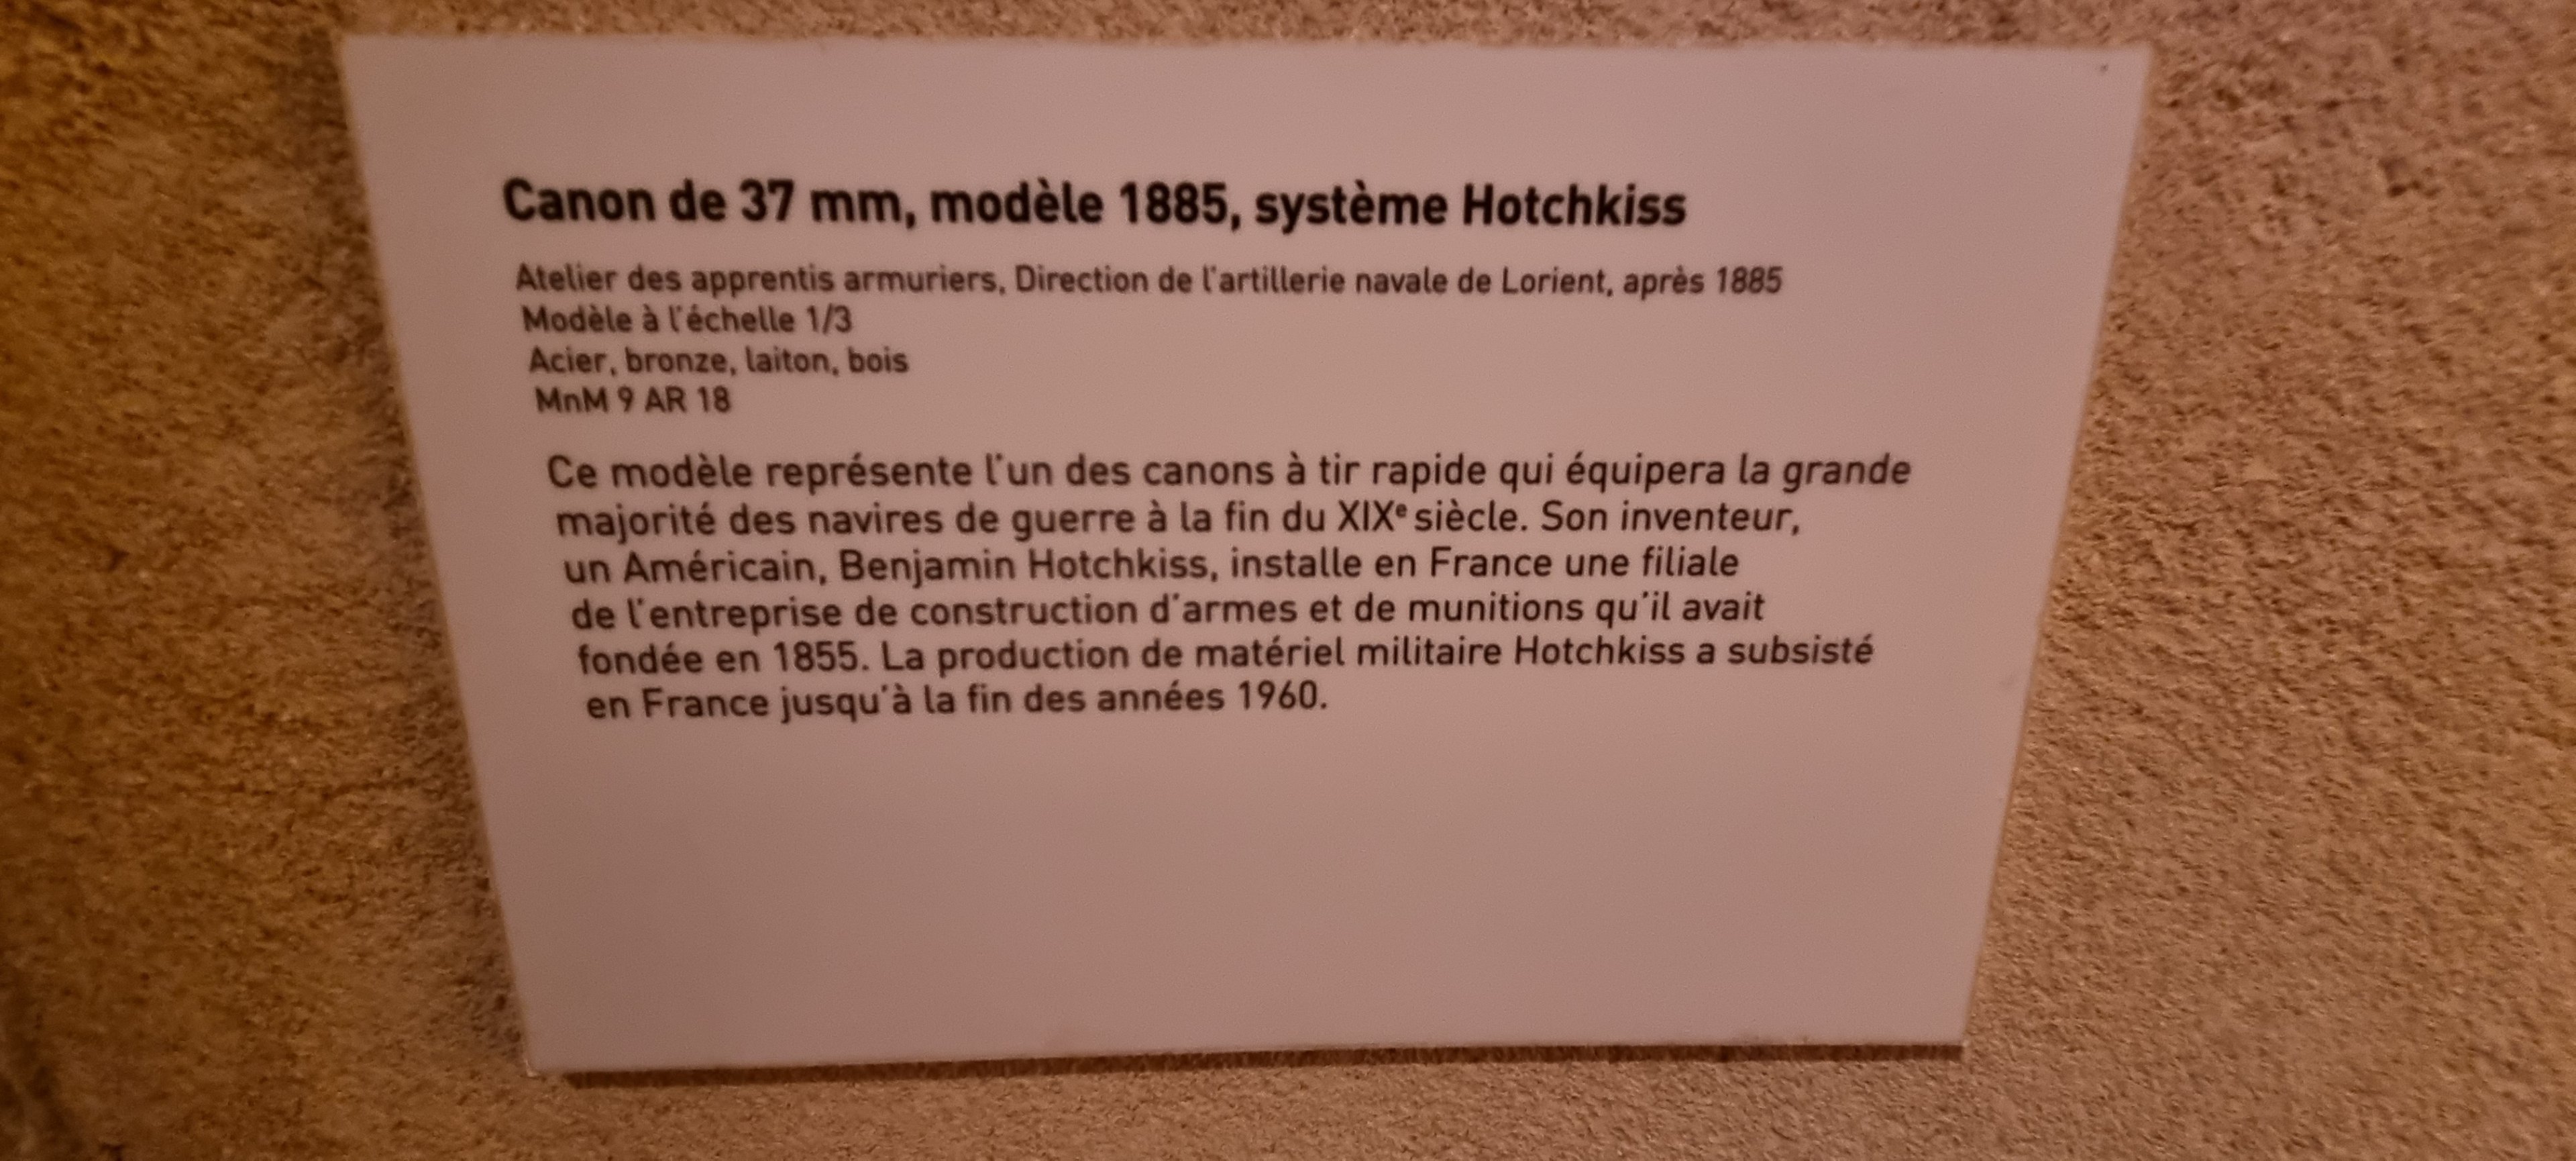 Canon de 37 mm, modèle 1885, système Hotchkiss
Atelier des apprentis armuriers, Direction de l'artillerie navale de Lorient, après 1885
Modèle à l'échelle 1/3
Acier, bronze, laiton, bois
MnM 9 AR 18
Ce modèle représente l'un des canons à tir rapide qui équipera la grande
majorité des navires de guerre à la fin du XIXᵉ siècle. Son inventeur,
un Américain, Benjamin Hotchkiss, installe en France une filiale
de l'entreprise de construction d'armes et de munitions qu'il avait
fondée en 1855. La production de matériel militaire Hotchkiss a subsisté
en France jusqu'à la fin des années 1960.